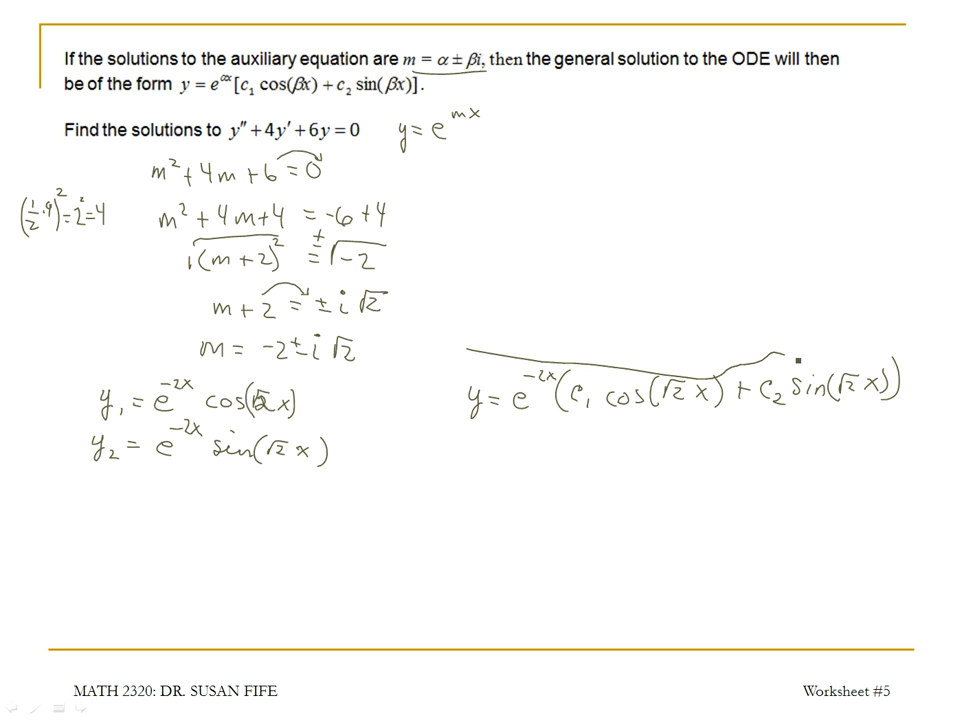 If the solutions to the auxiliary equation are m = α ± βi, then the general solution to the ODE will then
be of the form y = e^{αx} [c₁ cos(βx) + c₂ sin(βx)].
Find the solutions to y″ + 4y′ + 6y = 0
y = e^{mx}
m² + 4m + 6 = 0
(1/2 · 4)² = 2² = 4
m² + 4m + 4 = -6 + 4
√(m + 2)² = ± √-2
m + 2 = ± i √2
m = -2 ± i √2
y₁ = e^{-2x} cos(√2 x)
y₂ = e^{-2x} sin(√2 x)
y = e^{-2x} (c₁ cos(√2 x) + c₂ sin(√2 x))
MATH 2320: DR. SUSAN FIFE
Worksheet #5